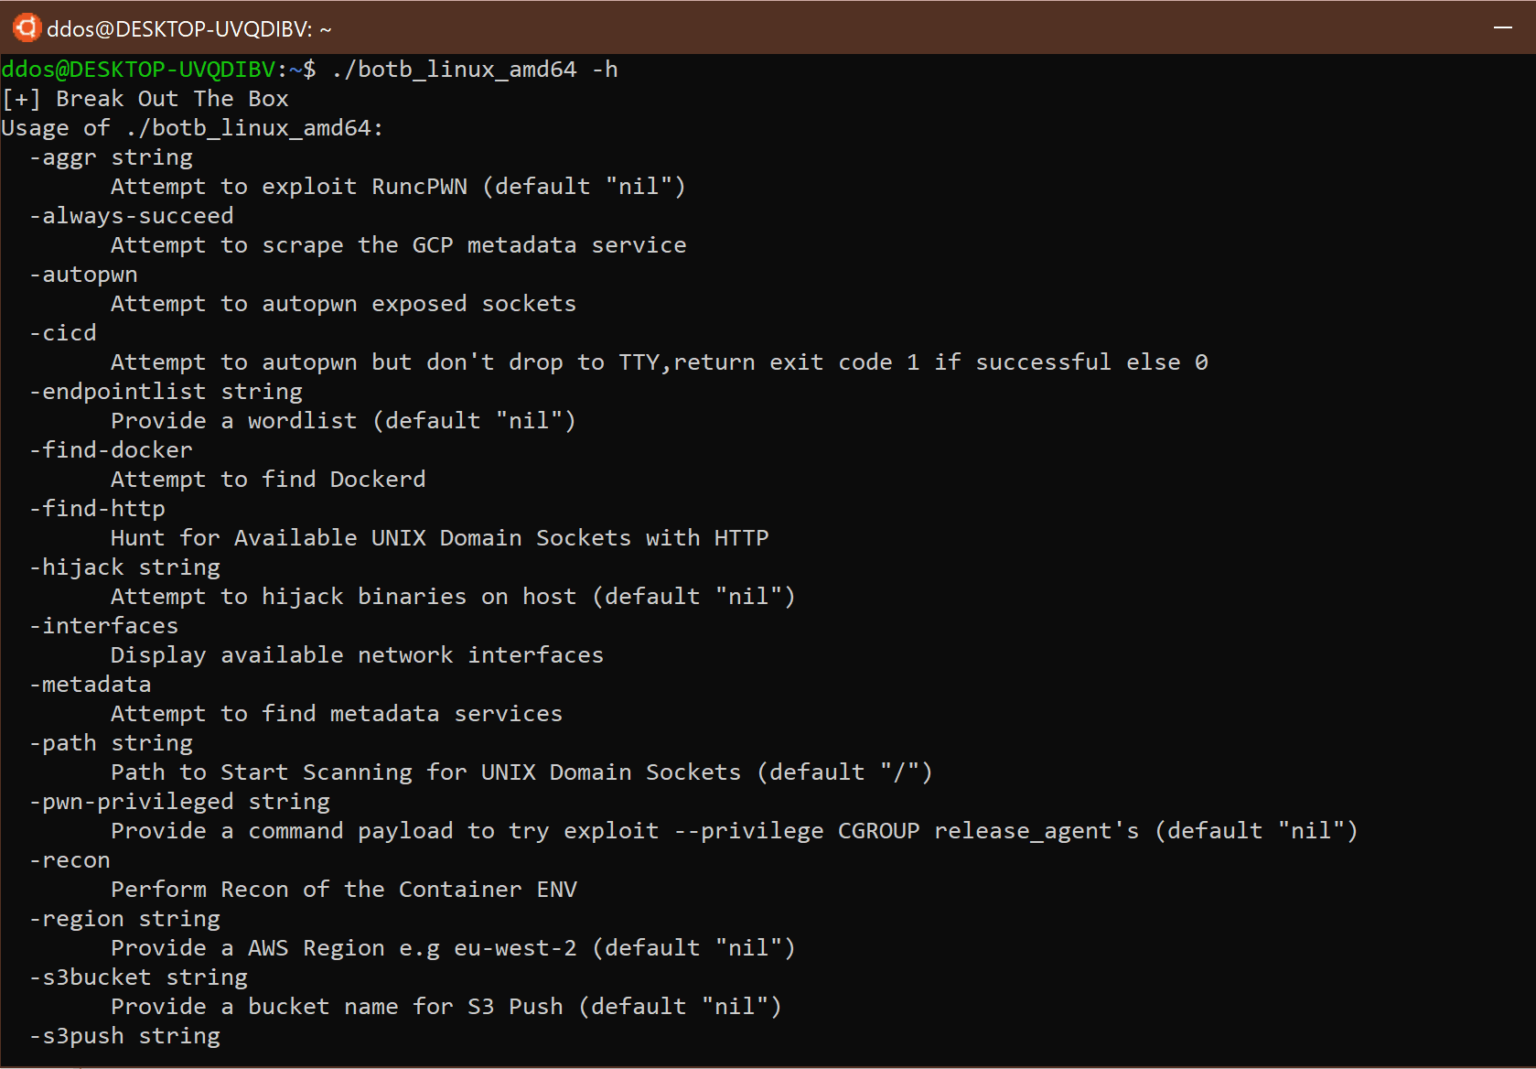 ddos@DESKTOP-UVQDIBV: ~
ddos@DESKTOP-UVQDIBV:~$ ./botb_linux_amd64 -h
[+] Break Out The Box
Usage of ./botb_linux_amd64:
  -aggr string
        Attempt to exploit RuncPWN (default "nil")
  -always-succeed
        Attempt to scrape the GCP metadata service
  -autopwn
        Attempt to autopwn exposed sockets
  -cicd
        Attempt to autopwn but don't drop to TTY,return exit code 1 if successful else 0
  -endpointlist string
        Provide a wordlist (default "nil")
  -find-docker
        Attempt to find Dockerd
  -find-http
        Hunt for Available UNIX Domain Sockets with HTTP
  -hijack string
        Attempt to hijack binaries on host (default "nil")
  -interfaces
        Display available network interfaces
  -metadata
        Attempt to find metadata services
  -path string
        Path to Start Scanning for UNIX Domain Sockets (default "/")
  -pwn-privileged string
        Provide a command payload to try exploit --privilege CGROUP release_agent's (default "nil")
  -recon
        Perform Recon of the Container ENV
  -region string
        Provide a AWS Region e.g eu-west-2 (default "nil")
  -s3bucket string
        Provide a bucket name for S3 Push (default "nil")
  -s3push string